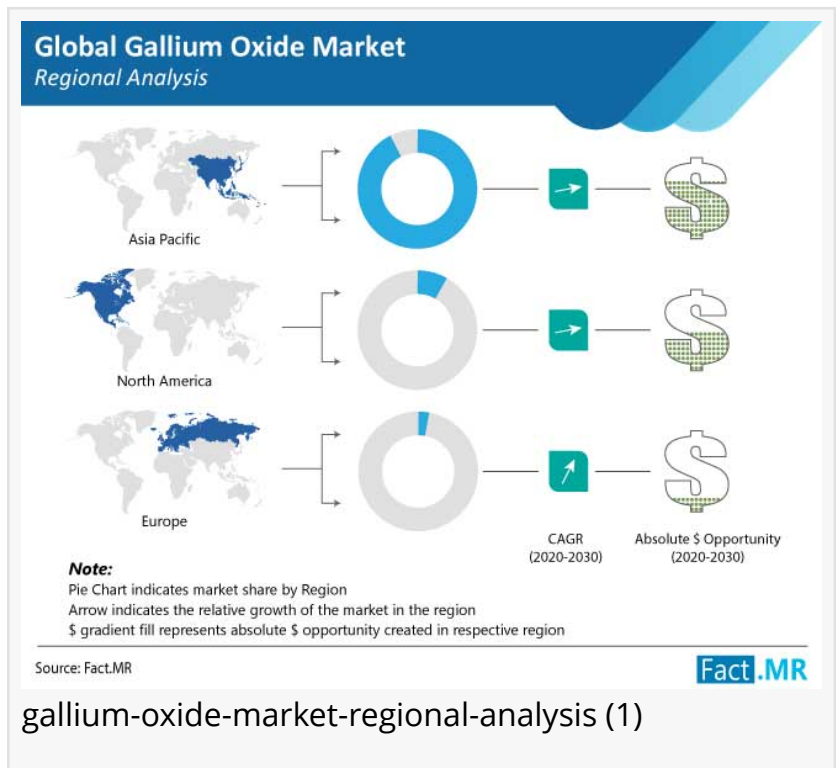 Global Gallium Oxide Market
Regional Analysis
Asia Pacific
North America
Europe
CAGR
(2020-2030)
Absolute $ Opportunity
(2020-2030)
Note:
Pie Chart indicates market share by Region
Arrow indicates the relative growth of the market in the region
$ gradient fill represents absolute $ opportunity created in respective region
Source: Fact.MR
Fact.MR
gallium-oxide-market-regional-analysis (1)